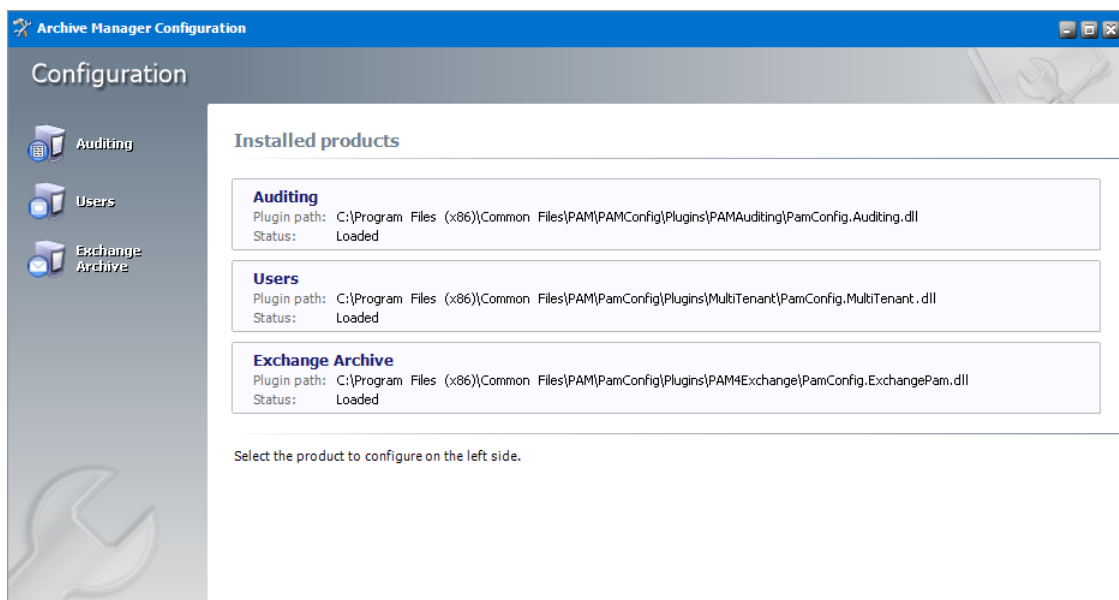 Archive Manager Configuration
Configuration
Auditing
Users
Exchange
Archive
Installed products
Auditing
Plugin path: C:\Program Files (x86)\Common Files\PAM\PAMConfig\Plugins\PAMAuditing\PamConfig.Auditing.dll
Status: Loaded
Users
Plugin path: C:\Program Files (x86)\Common Files\PAM\PamConfig\Plugins\MultiTenant\PamConfig.MultiTenant.dll
Status: Loaded
Exchange Archive
Plugin path: C:\Program Files (x86)\Common Files\PAM\PamConfig\Plugins\PAM4Exchange\PamConfig.ExchangePam.dll
Status: Loaded
Select the product to configure on the left side.